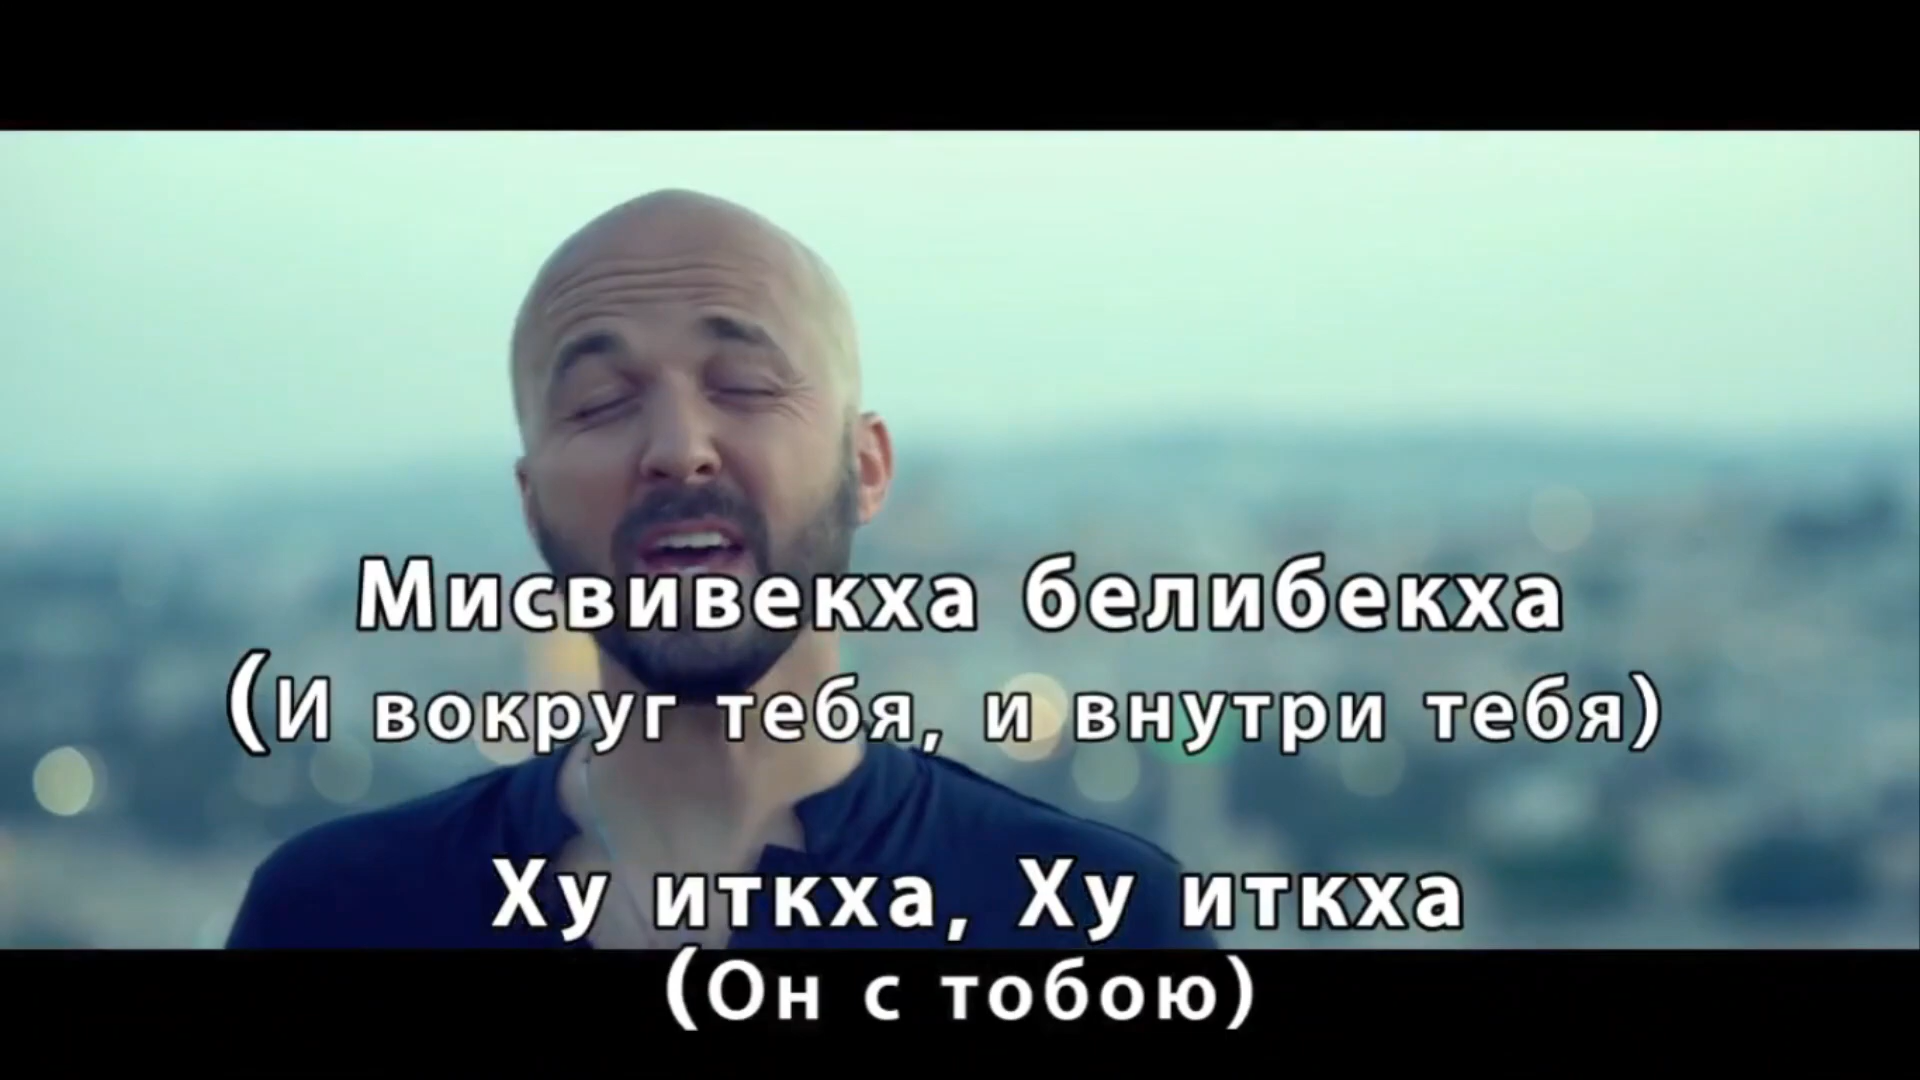 Мисвивекха белибекха
(И вокруг тебя, и внутри тебя)
Ху иткха, Ху иткха
(Он с тобою)